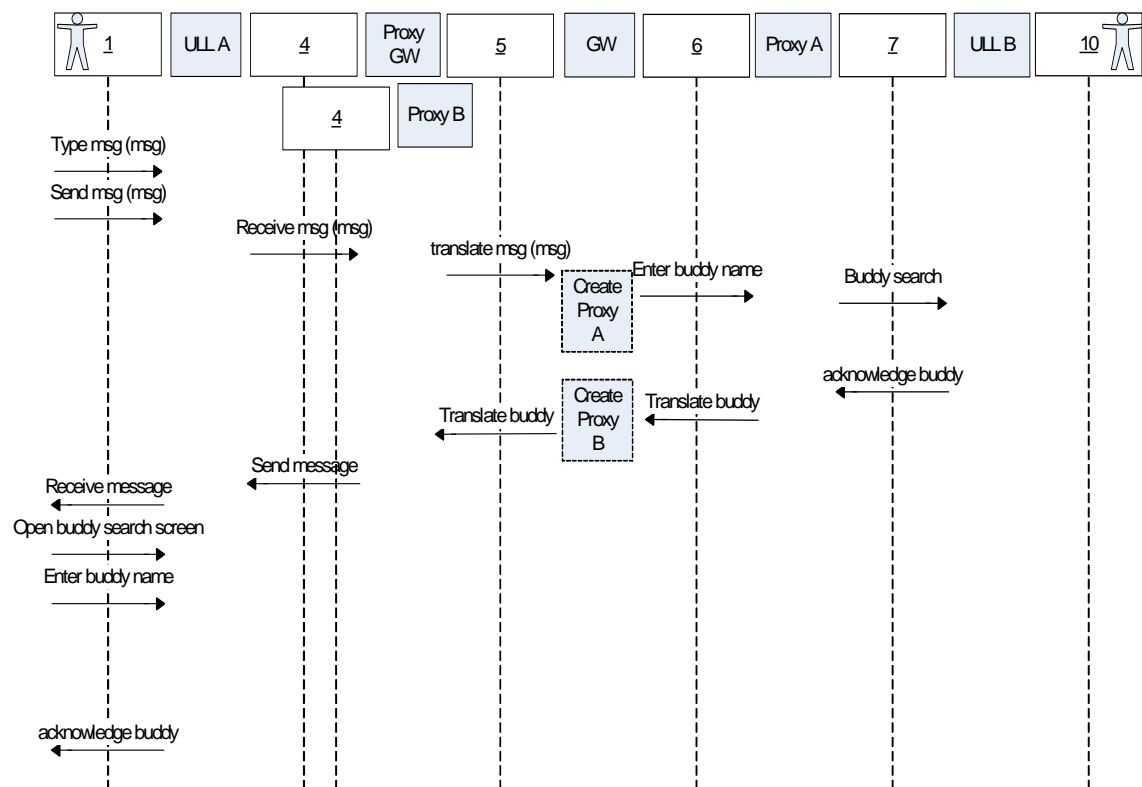 1
ULL A
4
Proxy
GW
5
GW
6
Proxy A
7
ULL B
10
4
Proxy B
Type msg (msg)
Send msg (msg)
Receive msg (msg)
translate msg (msg)
Create
Proxy
A
Enter buddy name
Buddy search
acknowledge buddy
Create
Proxy
B
Translate buddy
Translate buddy
Send message
Receive message
Open buddy search screen
Enter buddy name
acknowledge buddy